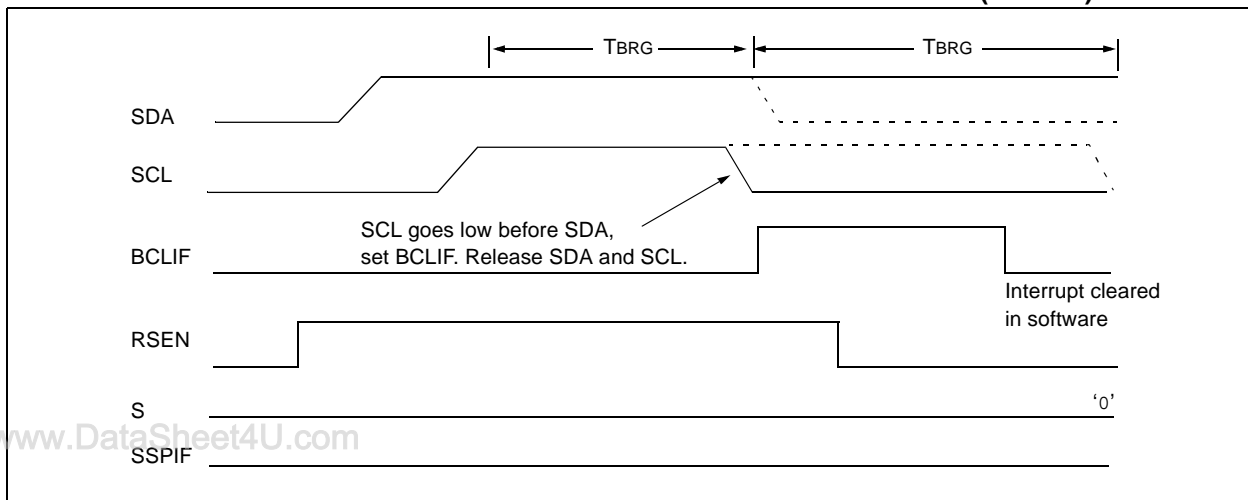 TBRG TBRG
SDA
SCL
SCL goes low before SDA,
set BCLIF. Release SDA and SCL.
BCLIF
Interrupt cleared
in software
RSEN
S ‘0’
www.DataSheet4U.com
SSPIF